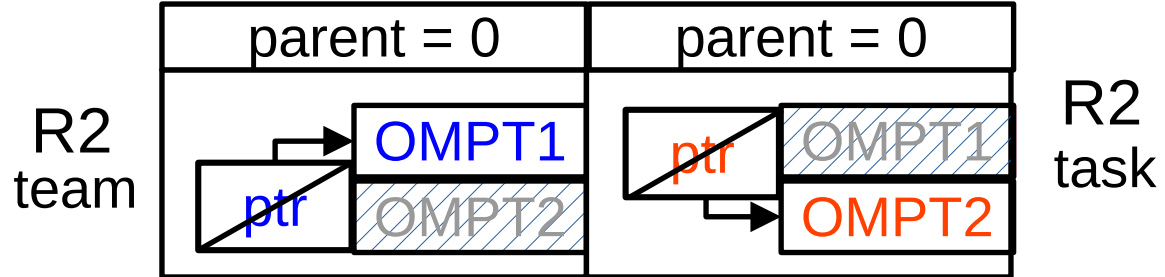 parent = 0
parent = 0
R2
team
OMPT1
ptr
OMPT2
ptr
OMPT1
OMPT2
R2
task